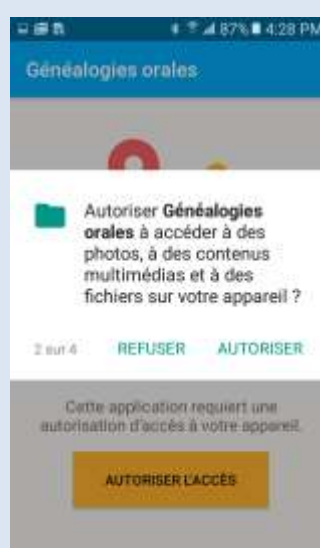 87% 4:28 PM
Généalogies orales
Autoriser Généalogies
orales à accéder à des
photos, à des contenus
multimédias et à des
fichiers sur votre appareil ?
2 sur 4 REFUSER AUTORISER
Cette application requiert une
autorisation d'accès à votre appareil.
AUTORISER L'ACCÈS